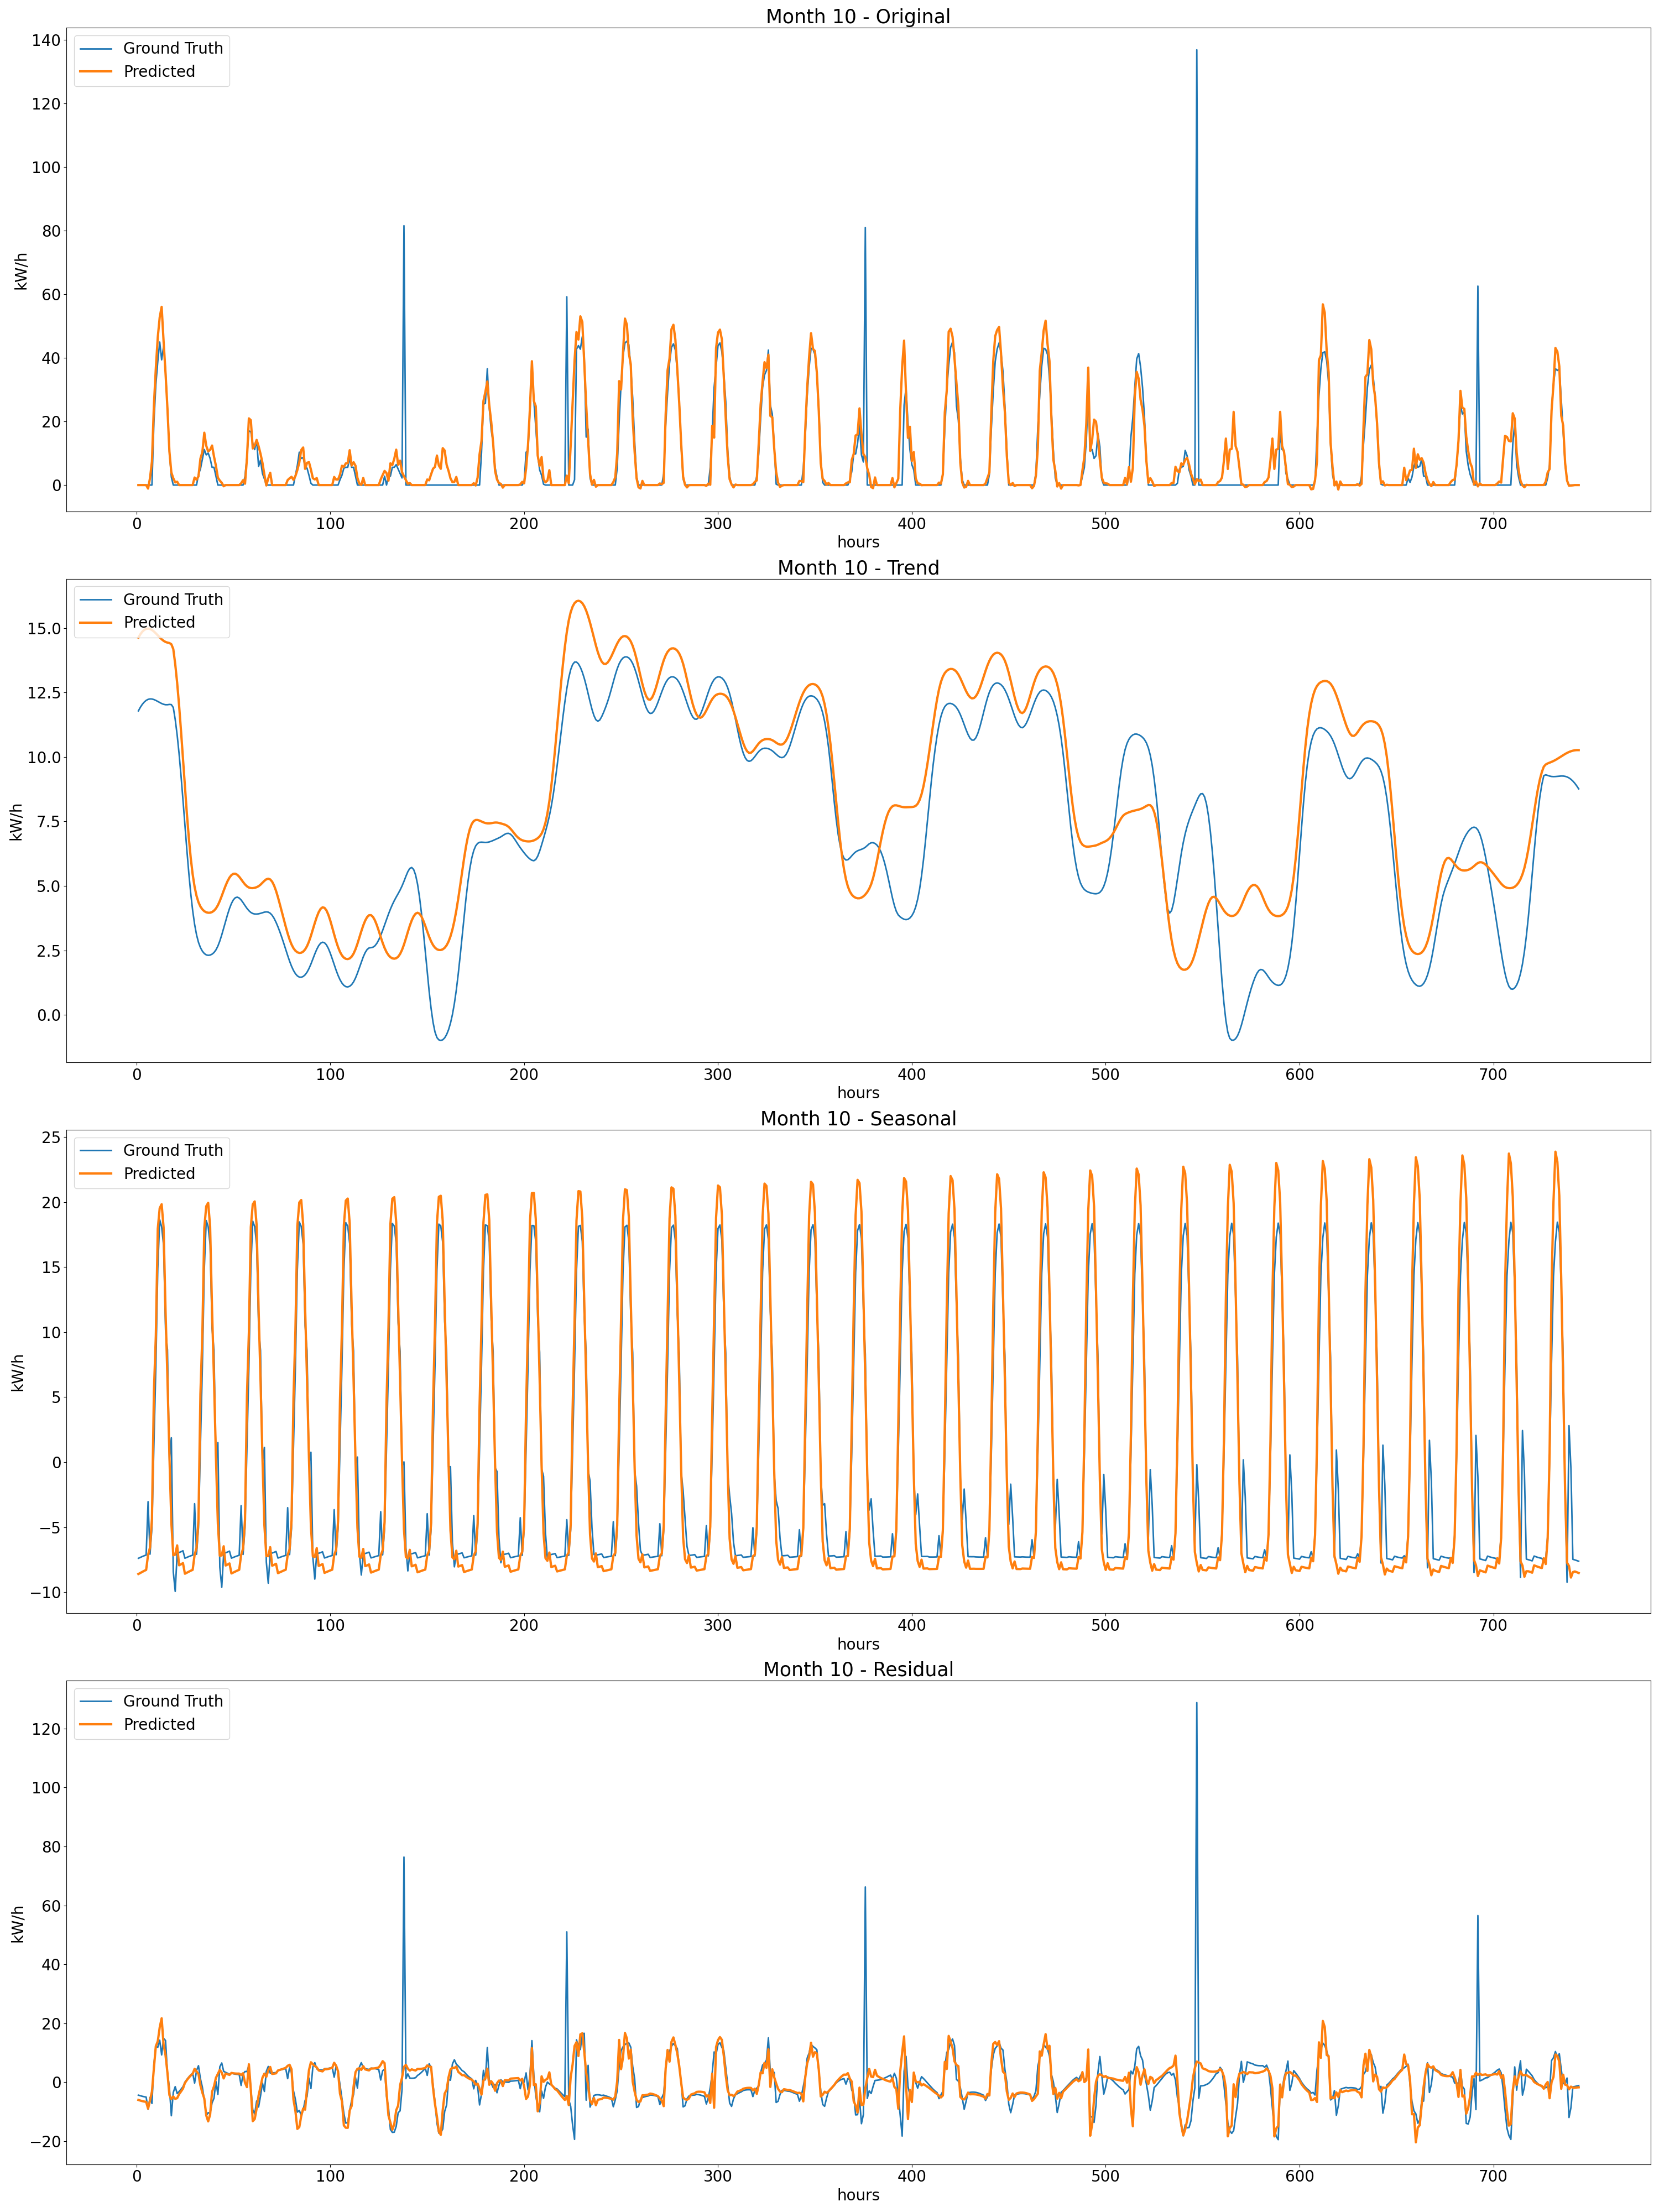 Month 10 - Original
Ground Truth
Predicted
140
120
100
80
60
40
20
0
kW/h
0 100 200 300 400 500 600 700
hours
Month 10 - Trend
Ground Truth
Predicted
15.0
12.5
10.0
7.5
5.0
2.5
0.0
kW/h
0 100 200 300 400 500 600 700
hours
Month 10 - Seasonal
Ground Truth
Predicted
25
20
15
10
5
0
−5
−10
kW/h
0 100 200 300 400 500 600 700
hours
Month 10 - Residual
Ground Truth
Predicted
120
100
80
60
40
20
0
−20
kW/h
0 100 200 300 400 500 600 700
hours